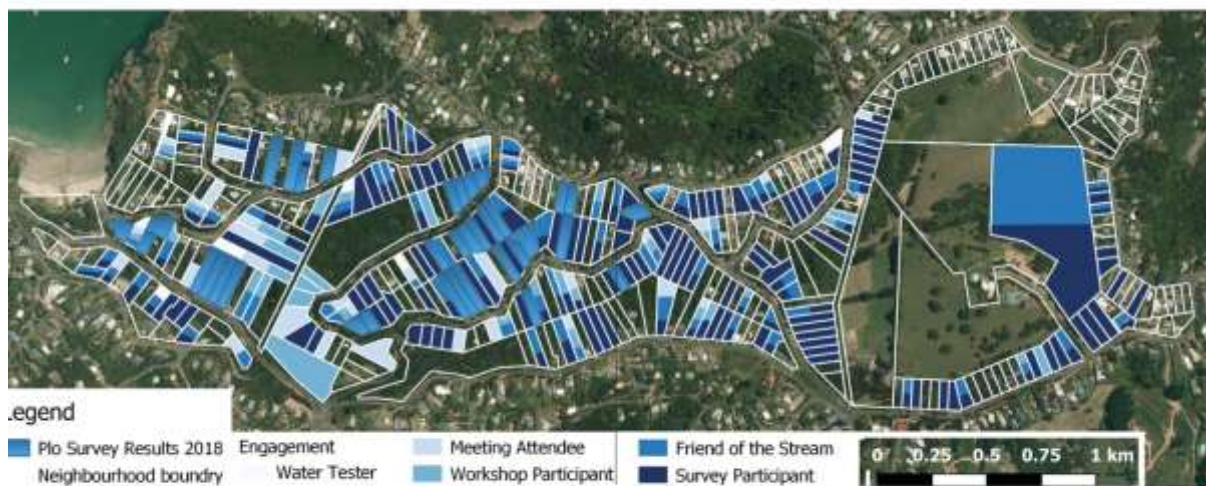 Legend
Plo Survey Results 2018 Engagement Meeting Attendee Friend of the Stream
Neighbourhood boundry Water Tester Workshop Participant Survey Participant
0 0.25 0.5 0.75 1 km